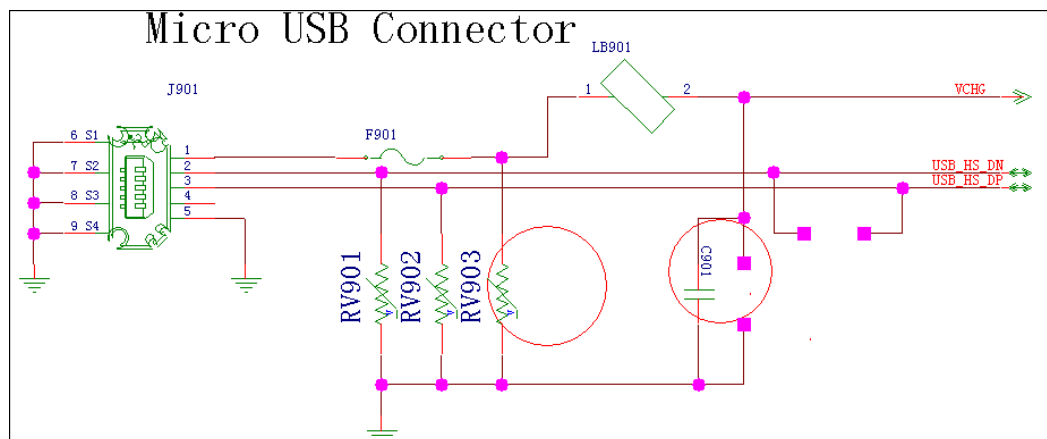 Micro USB Connector
LB901
J901
1
2
VCHG
F901
6 S1
1
7 S2
2
USB_HS_DN
8 S3
3
USB_HS_DP
4
9 S4
5
C901
RV901
RV902
RV903